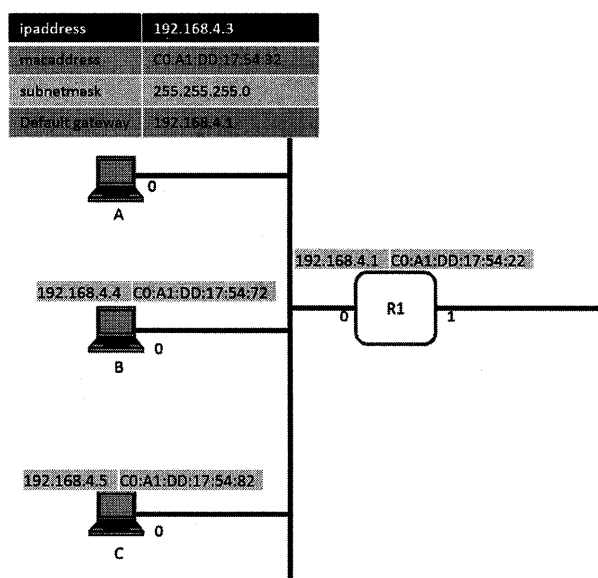 ipaddress 192.168.4.3
macaddress C0:A1:DD:17:54:32
subnetmask 255.255.255.0
Default gateway 192.168.4.1
0
A
192.168.4.1 C0:A1:DD:17:54:22
192.168.4.4 C0:A1:DD:17:54:72
0 R1 1
0
B
192.168.4.5 C0:A1:DD:17:54:82
0
C